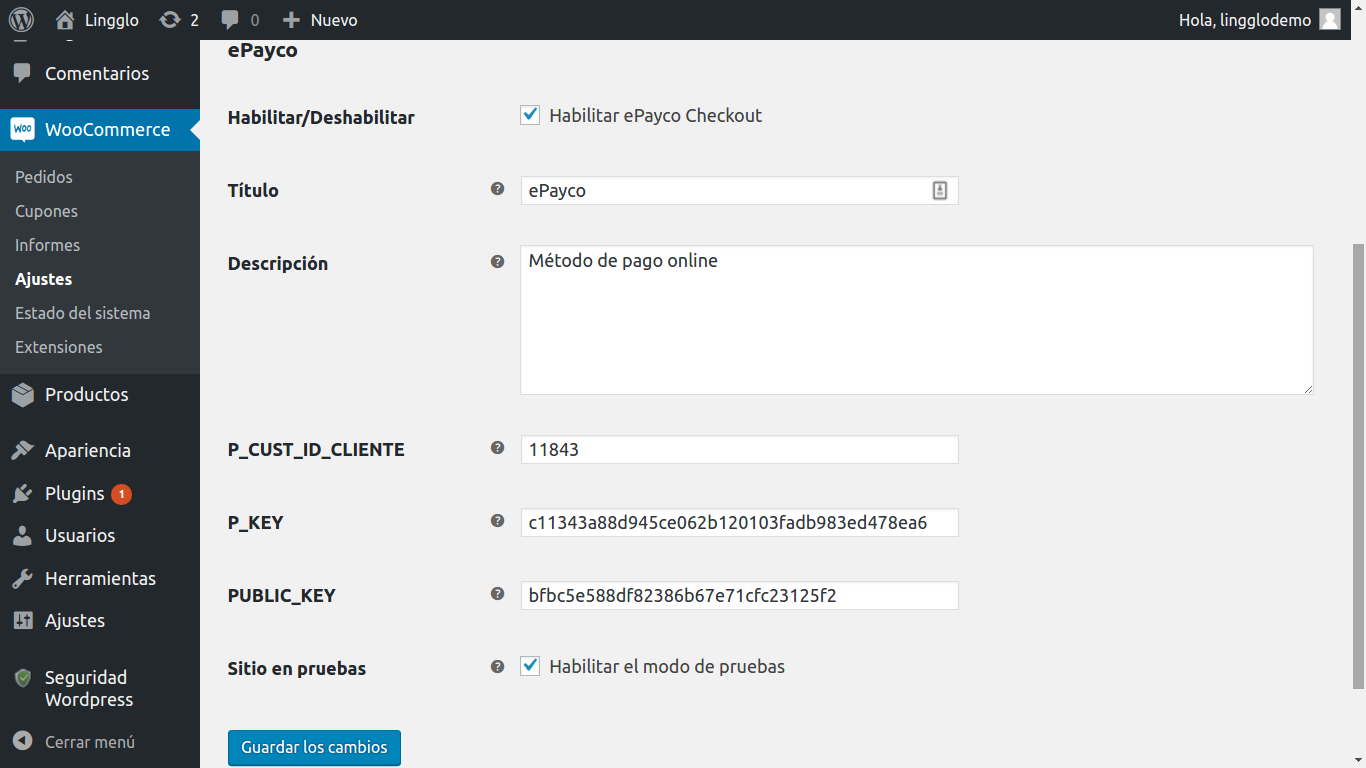 Lingglo
2
0
Nuevo
Hola, lingglodemo
Comentarios
WOO
WooCommerce
Pedidos
Cupones
Informes
Ajustes
Estado del sistema
Extensiones
Productos
Apariencia
Plugins 1
Usuarios
Herramientas
Ajustes
Seguridad
Wordpress
Cerrar menú
ePayco
Habilitar/Deshabilitar
Habilitar ePayco Checkout
Título
ePayco
Descripción
Método de pago online
P_CUST_ID_CLIENTE
11843
P_KEY
c11343a88d945ce062b120103fadb983ed478ea6
PUBLIC_KEY
bfbc5e588df82386b67e71cfc23125f2
Sitio en pruebas
Habilitar el modo de pruebas
Guardar los cambios